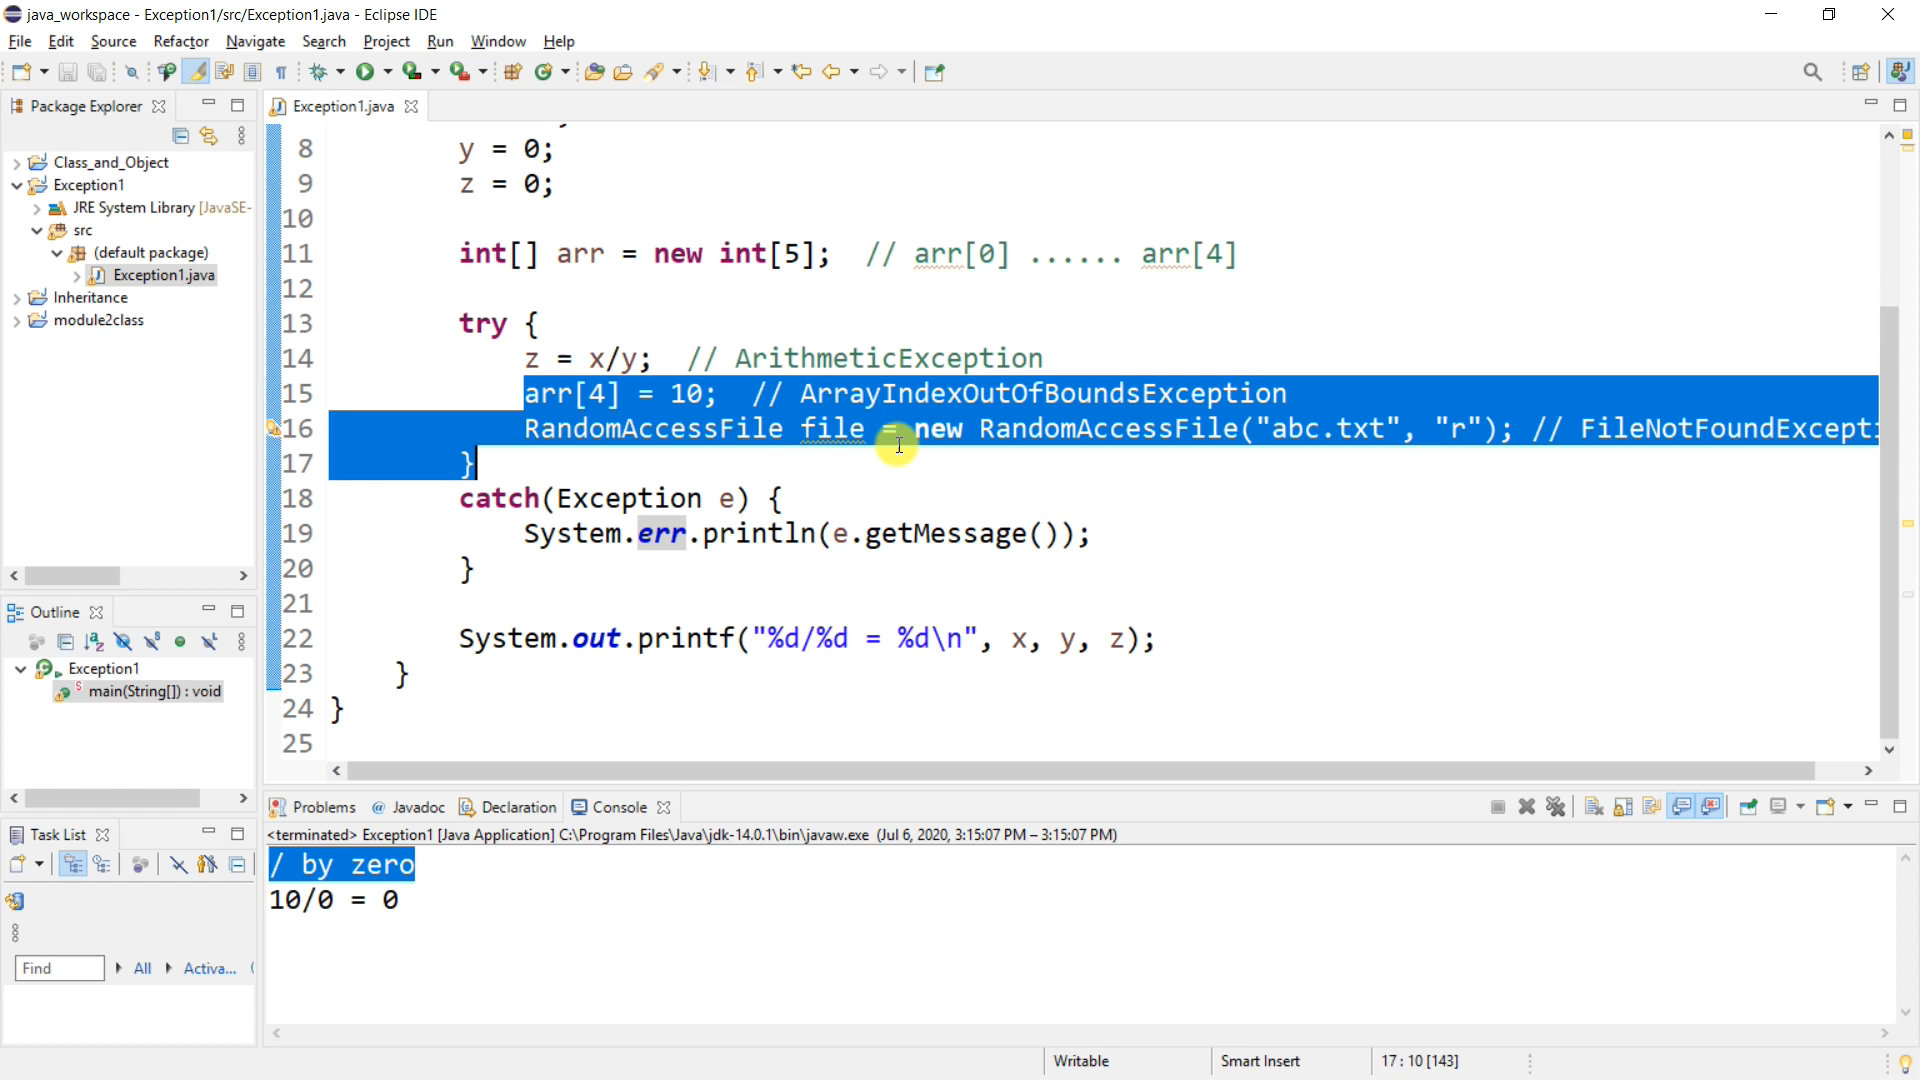 java_workspace - Exception1/src/Exception1.java - Eclipse IDE
File Edit Source Refactor Navigate Search Project Run Window Help
Package Explorer
Exception1.java
Class_and_Object
Exception1
JRE System Library [JavaSE-
src
(default package)
Exception1.java
Inheritance
module2class
8 y = 0;
9 z = 0;
10
11 int[] arr = new int[5]; // arr[0] ...... arr[4]
12
13 try {
14 z = x/y; // ArithmeticException
15 arr[4] = 10; // ArrayIndexOutOfBoundsException
16 RandomAccessFile file = new RandomAccessFile("abc.txt", "r"); // FileNotFoundExcepti
17 }
18 catch(Exception e) {
19 System.err.println(e.getMessage());
20 }
21
22 System.out.printf("%d/%d = %d\n", x, y, z);
23 }
24 }
25
Outline
Exception1
main(String[]) : void
Task List
Find All Activa...
Problems @ Javadoc Declaration Console
<terminated> Exception1 [Java Application] C:\Program Files\Java\jdk-14.0.1\bin\javaw.exe (Jul 6, 2020, 3:15:07 PM – 3:15:07 PM)
/ by zero
10/0 = 0
Writable Smart Insert 17 : 10 [143]